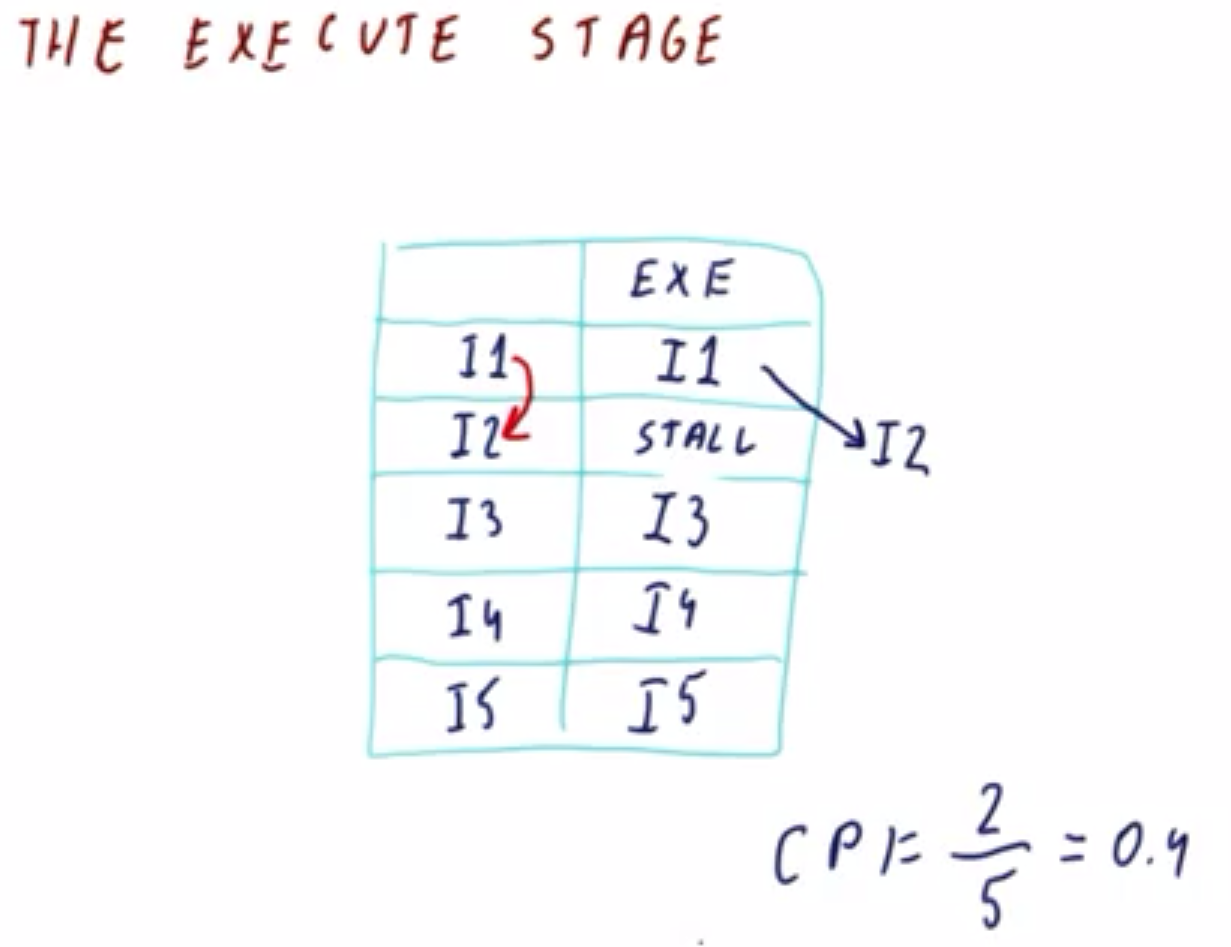 THE EXECUTE STAGE
EXE
I1 I1
I2 STALL I2
I3 I3
I4 I4
I5 I5
CPI = 2/5 = 0.4